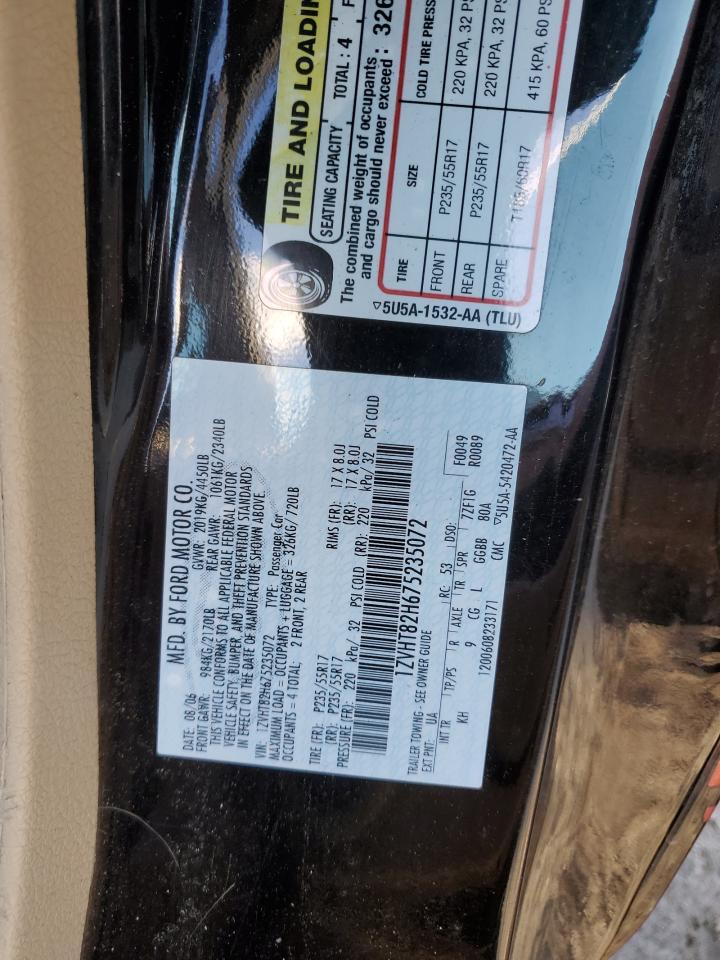 MFD. BY FORD MOTOR CO.
DATE: 08/06 GVWR: 2019KG/4450LB
FRONT GAWR: 984KG/2170LB REAR GAWR: 1061KG/2340LB
THIS VEHICLE CONFORMS TO ALL APPLICABLE FEDERAL MOTOR
VEHICLE SAFETY, BUMPER, AND THEFT PREVENTION STANDARDS
IN EFFECT ON THE DATE OF MANUFACTURE SHOWN ABOVE.
VIN: 1ZVHT82H675235072 TYPE: Passenger Car
MAXIMUM LOAD = OCCUPANTS + LUGGAGE = 326KG/720LB
OCCUPANTS = 4 TOTAL: 2 FRONT, 2 REAR
TIRE (FR): P235/55R17 RIMS (FR): 17 X 8.0J
(RR): P235/55R17 (RR): 17 X 8.0J
PRESSURE (FR): 220 kPa/ 32 PSI COLD (RR): 220 kPa/ 32 PSI COLD
1ZVHT82H675235072
TRAILER TOWING - SEE OWNER GUIDE
EXT PNT: UA RC: 53 DSO: F0049
R0089
INT TR TP/PS R AXLE TR SPR 7ZF1G
KH 9 CG L GGBB 80A
1200608233171 CMC ▽5U5A-5420472-AA
TIRE AND LOADIN
SEATING CAPACITY TOTAL : 4 F
The combined weight of occupants
and cargo should never exceed : 326
TIRE SIZE COLD TIRE PRESS
FRONT P235/55R17 220 KPA, 32 PS
REAR P235/55R17 220 KPA, 32 PS
SPARE 415 KPA, 60 PS
▽5U5A-1532-AA (TLU)